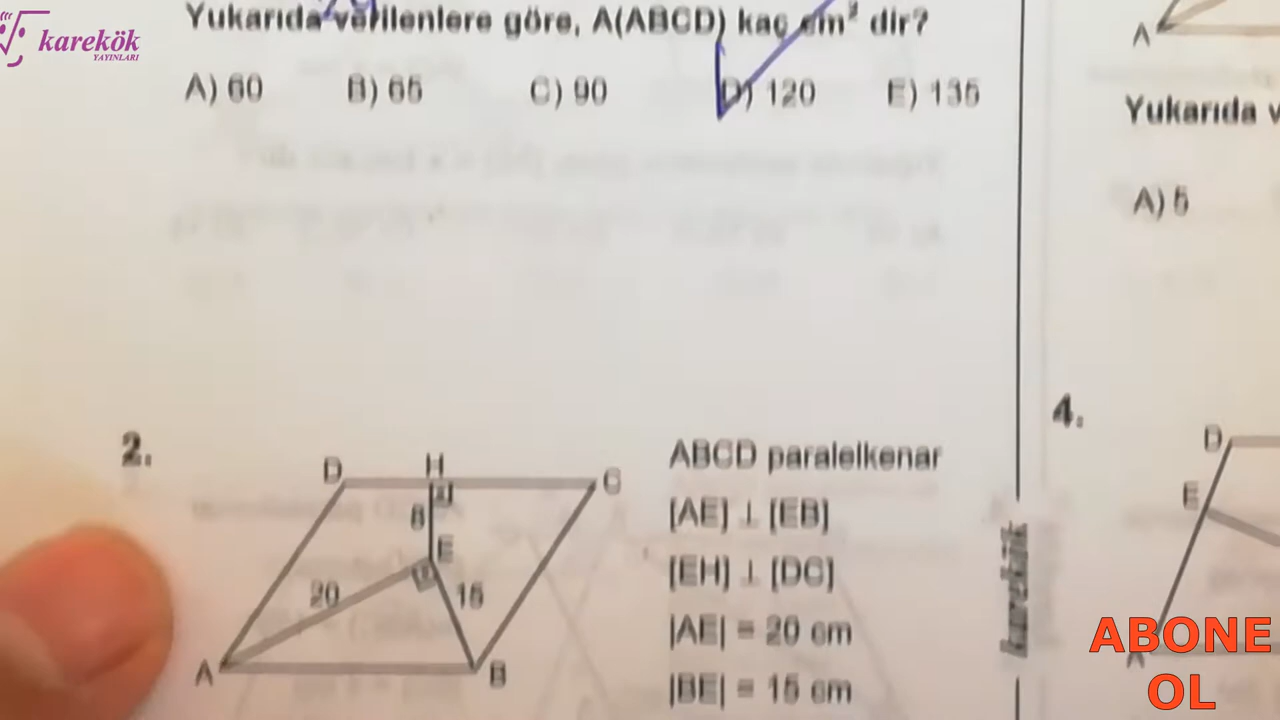 karekök
YAYINLARI
Yukarıda verilenlere göre, A(ABCD) kaç cm² dir?
A) 60 B) 65 C) 90 D) 120 E) 135
A
Yukarıda v
A) 5
2.
D H C
8
E
20 15
A B
ABCD paralelkenar
[AE] ⊥ [EB]
[EH] ⊥ [DC]
|AE| = 20 cm
|BE| = 15 cm
karekök
4.
D
E
A
ABONE
OL